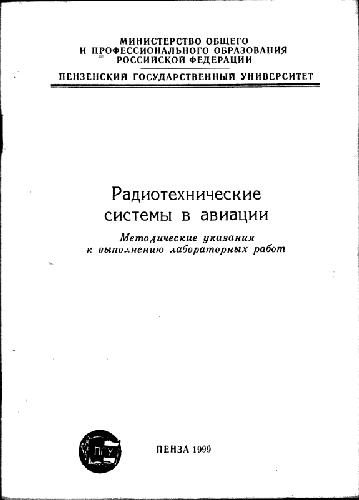 МИНИСТЕРСТВО ОБЩЕГО
И ПРОФЕССИОНАЛЬНОГО ОБРАЗОВАНИЯ
РОССИЙСКОЙ ФЕДЕРАЦИИ
ПЕНЗЕНСКИЙ ГОСУДАРСТВЕННЫЙ УНИВЕРСИТЕТ
Радиотехнические
системы в авиации
Методические указания
к выполнению лабораторных работ
ПГУ
ПЕНЗА 1999